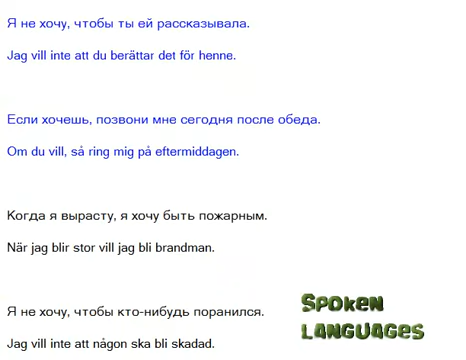 Я не хочу, чтобы ты ей рассказывала.
Jag vill inte att du berättar det för henne.
Если хочешь, позвони мне сегодня после обеда.
Om du vill, så ring mig på eftermiddagen.
Когда я вырасту, я хочу быть пожарным.
När jag blir stor vill jag bli brandman.
Я не хочу, чтобы кто-нибудь поранился.
Jag vill inte att någon ska bli skadad.
Spoken
Languages